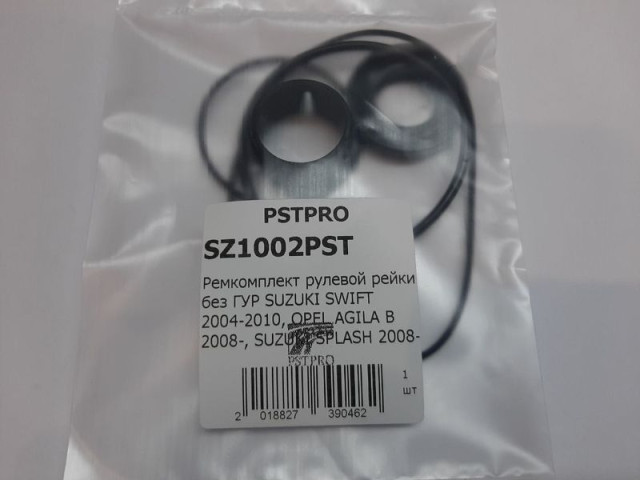 PSTPRO
SZ1002PST
Ремкомплект рулевой рейки
без ГУР SUZUKI SWIFT
2004-2010, OPEL AGILA B
2008-, SUZUKI SPLASH 2008-
PSTPRO
1
шт
2 018827 390462